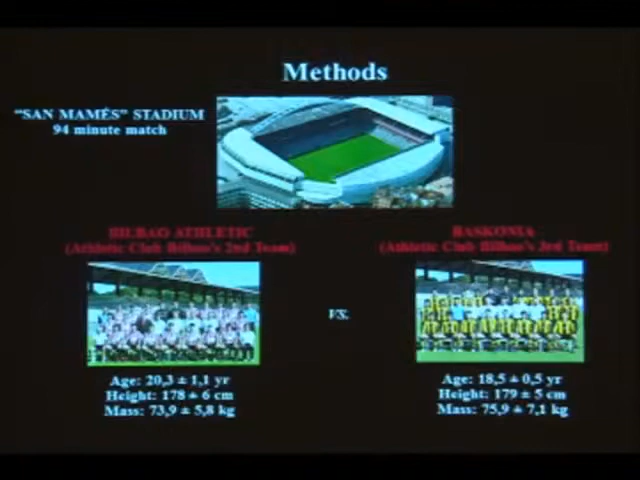 Methods
"SAN MAMÉS" STADIUM
94 minute match
BILBAO ATHLETIC
(Athletic Club Bilbao's 2nd Team)
BASKONIA
(Athletic Club Bilbao's 3rd Team)
VS.
Age: 20,3 ± 1,1 yr
Height: 178 ± 6 cm
Mass: 73,9 ± 5,8 kg
Age: 18,5 ± 0,5 yr
Height: 179 ± 5 cm
Mass: 75,9 ± 7,1 kg